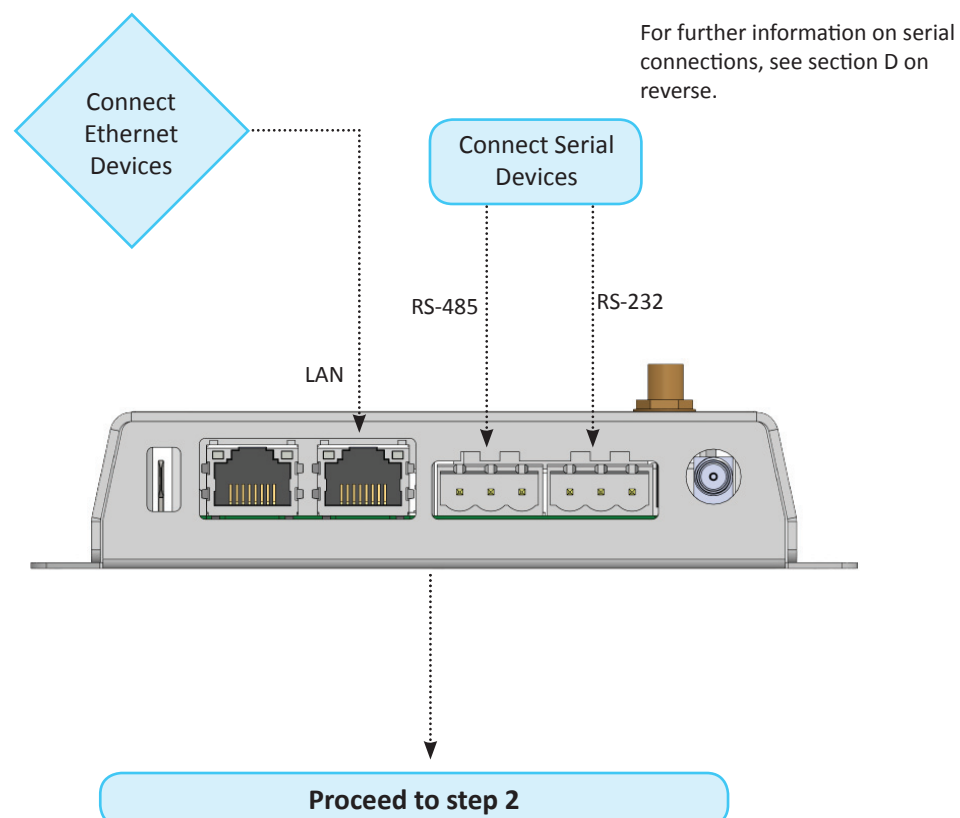 For further information on serial
connections, see section D on
reverse.
Connect
Ethernet
Devices
Connect Serial
Devices
RS-485
RS-232
LAN
Proceed to step 2